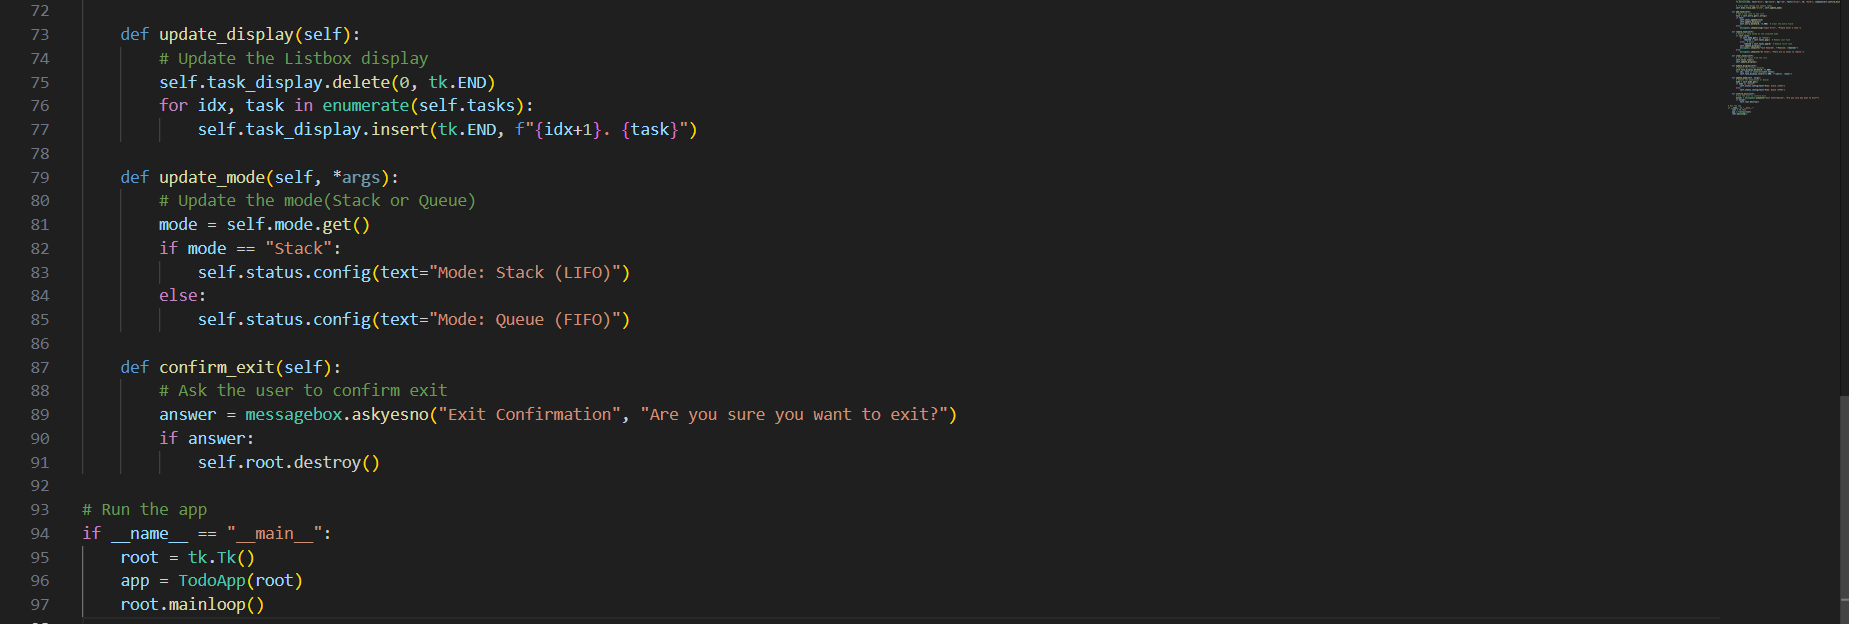 72
73 def update_display(self):
74 # Update the Listbox display
75 self.task_display.delete(0, tk.END)
76 for idx, task in enumerate(self.tasks):
77 self.task_display.insert(tk.END, f"{idx+1}. {task}")
78
79 def update_mode(self, *args):
80 # Update the mode(Stack or Queue)
81 mode = self.mode.get()
82 if mode == "Stack":
83 self.status.config(text="Mode: Stack (LIFO)")
84 else:
85 self.status.config(text="Mode: Queue (FIFO)")
86
87 def confirm_exit(self):
88 # Ask the user to confirm exit
89 answer = messagebox.askyesno("Exit Confirmation", "Are you sure you want to exit?")
90 if answer:
91 self.root.destroy()
92
93 # Run the app
94 if __name__ == "__main__":
95 root = tk.Tk()
96 app = TodoApp(root)
97 root.mainloop()